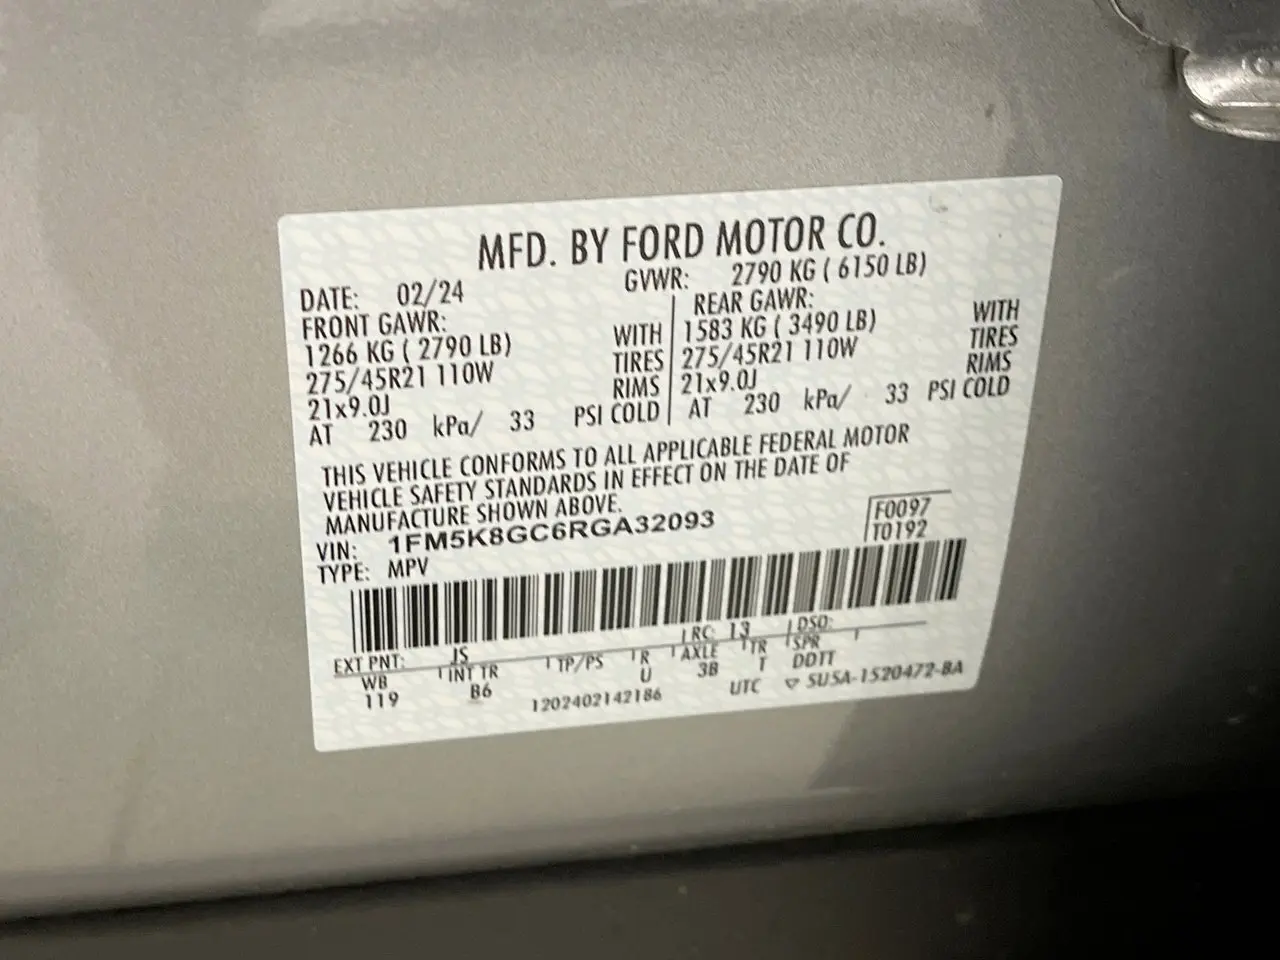 MFD. BY FORD MOTOR CO.
DATE: 02/24 GVWR: 2790 KG ( 6150 LB)
FRONT GAWR: REAR GAWR:
1266 KG ( 2790 LB) WITH 1583 KG ( 3490 LB) WITH
275/45R21 110W TIRES 275/45R21 110W TIRES
21x9.0J RIMS 21x9.0J RIMS
AT 230 kPa/ 33 PSI COLD AT 230 kPa/ 33 PSI COLD
THIS VEHICLE CONFORMS TO ALL APPLICABLE FEDERAL MOTOR
VEHICLE SAFETY STANDARDS IN EFFECT ON THE DATE OF
MANUFACTURE SHOWN ABOVE.
VIN: 1FM5K8GC6RGA32093 F0097
TYPE: MPV T0192
EXT PNT: JS RC: 13 DSO:
WB INT TR TP/PS R AXLE TR SPR
119 B6 U 3B T DDTT
1202402142186 UTC ▽ SU5A-1520472-BA